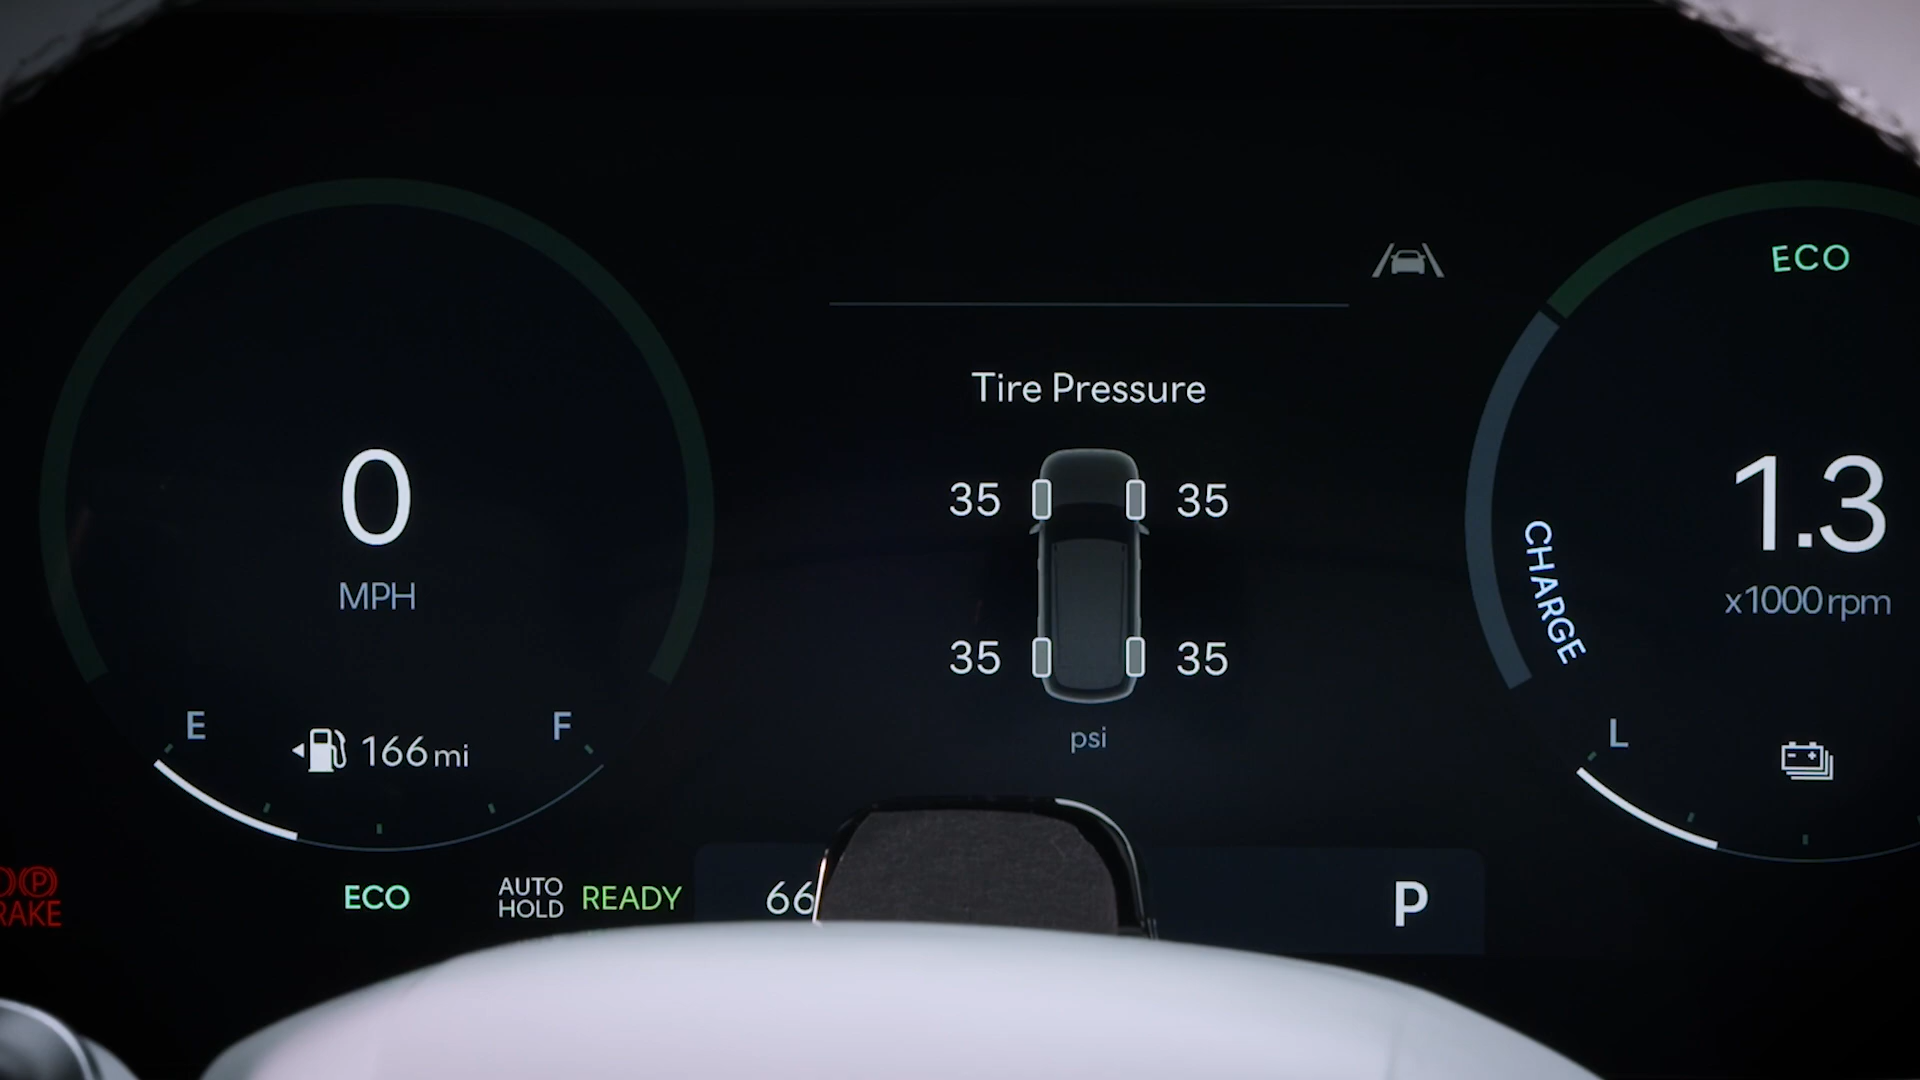 ECO
Tire Pressure
0
35
35
1.3
CHARGE
MPH
x1000 rpm
35
35
E
F
L
166 mi
psi
P
ECO
AUTO
HOLD
READY
66
P